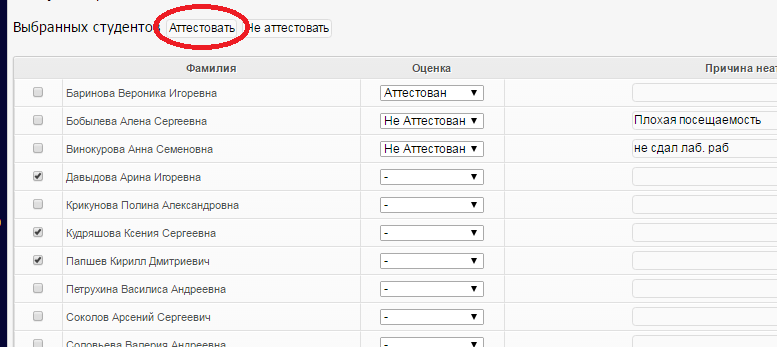 Выбранных студентов Аттестовать Не аттестовать
Фамилия Оценка Причина неат
Баринова Вероника Игоревна Аттестован
Бобылева Алена Сергеевна Не Аттестован Плохая посещаемость
Винокурова Анна Семеновна Не Аттестован не сдал лаб. раб
Давыдова Арина Игоревна -
Крикунова Полина Александровна -
Кудряшова Ксения Сергеевна -
Папшев Кирилл Дмитриевич -
Петрухина Василиса Андреевна -
Соколов Арсений Сергеевич -
Соловьева Валерия Андреевна -